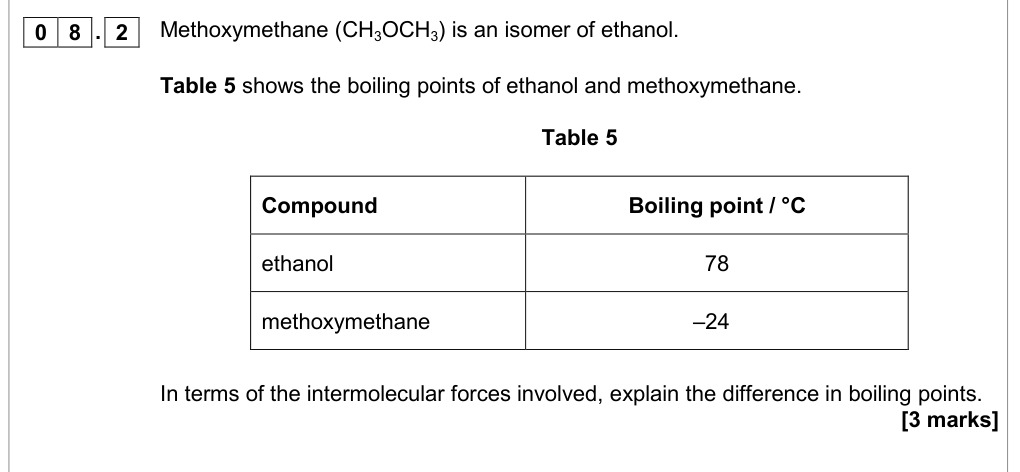 0 8 . 2 Methoxymethane (CH₃OCH₃) is an isomer of ethanol.
Table 5 shows the boiling points of ethanol and methoxymethane.
Table 5
Compound Boiling point / °C
ethanol 78
methoxymethane –24
In terms of the intermolecular forces involved, explain the difference in boiling points.
[3 marks]